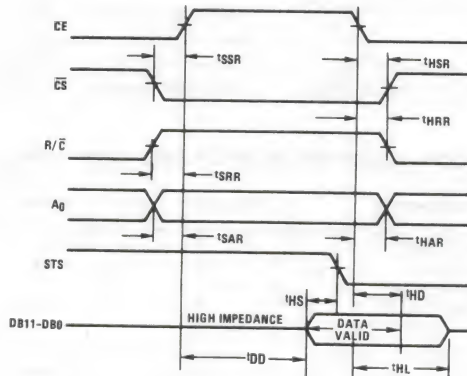 CE
tSSR
tHSR
C̅S̅
tHRR
R/C̅
tSRR
A0
tSAR
tHAR
STS
tHS
tHD
DB11-DB0
HIGH IMPEDANCE
DATA
VALID
tDD
tHL